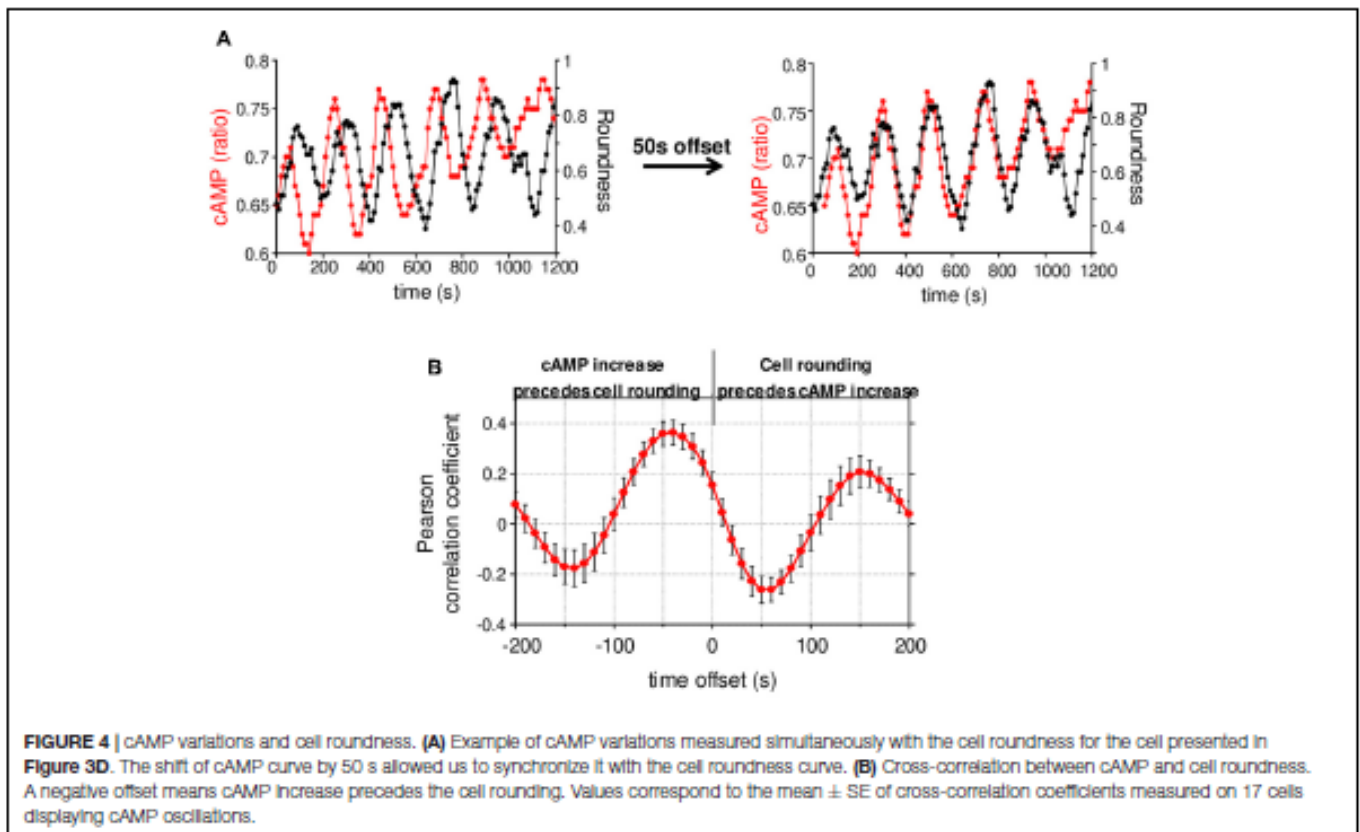 A
0.8
0.75
0.7
0.65
0.6
cAMP (ratio)
1
0.8
0.6
0.4
Roundness
0 200 400 600 800 1000 1200
time (s)
50s offset
0.8
0.75
0.7
0.65
0.6
cAMP (ratio)
1
0.8
0.6
0.4
Roundness
0 200 400 600 800 1000 1200
time (s)
B
cAMP increase
precedes cell rounding
Cell rounding
precedes cAMP increase
0.4
0.2
0
-0.2
-0.4
Pearson
correlation coefficient
-200 -100 0 100 200
time offset (s)
FIGURE 4 | cAMP variations and cell roundness. (A) Example of cAMP variations measured simultaneously with the cell roundness for the cell presented in
Figure 3D. The shift of cAMP curve by 50 s allowed us to synchronize it with the cell roundness curve. (B) Cross-correlation between cAMP and cell roundness.
A negative offset means cAMP increase precedes the cell rounding. Values correspond to the mean ± SE of cross-correlation coefficients measured on 17 cells
displaying cAMP oscillations.